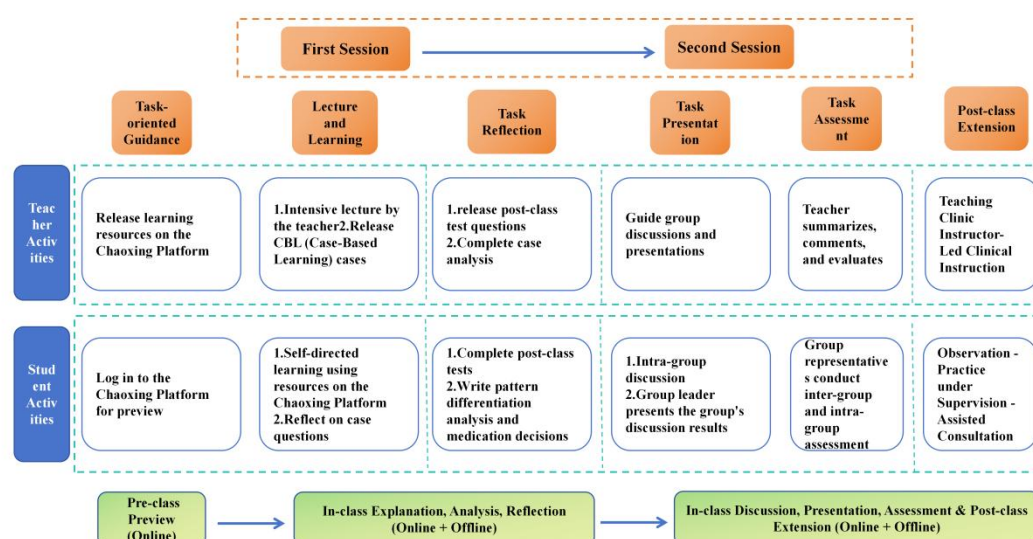 First Session
Second Session
Task-
oriented
Guidance
Lecture
and
Learning
Task
Reflection
Task
Presentat
ion
Task
Assessme
nt
Post-class
Extension
Teac
her
Activ
ities
Release learning
resources on the
Chaoxing Platform
1.Intensive lecture by
the teacher2.Release
CBL (Case-Based
Learning) cases
1.release post-class
test questions
2.Complete case
analysis
Guide group
discussions and
presentations
Teacher
summarizes,
comments,
and evaluates
Teaching
Clinic
Instructor-
Led Clinical
Instruction
Stud
ent
Activ
ities
Log in to the
Chaoxing Platform
for preview
1.Self-directed
learning using
resources on the
Chaoxing Platform
2.Reflect on case
questions
1.Complete post-class
tests
2.Write pattern
differentiation
analysis and
medication decisions
1.Intra-group
discussion
2.Group leader
presents the group's
discussion results
Group
representative
s conduct
inter-group
and intra-
group
assessment
Observation -
Practice
under
Supervision -
Assisted
Consultation
Pre-class
Preview
(Online)
In-class Explanation, Analysis, Reflection
(Online + Offline)
In-class Discussion, Presentation, Assessment & Post-class
Extension (Online + Offline)